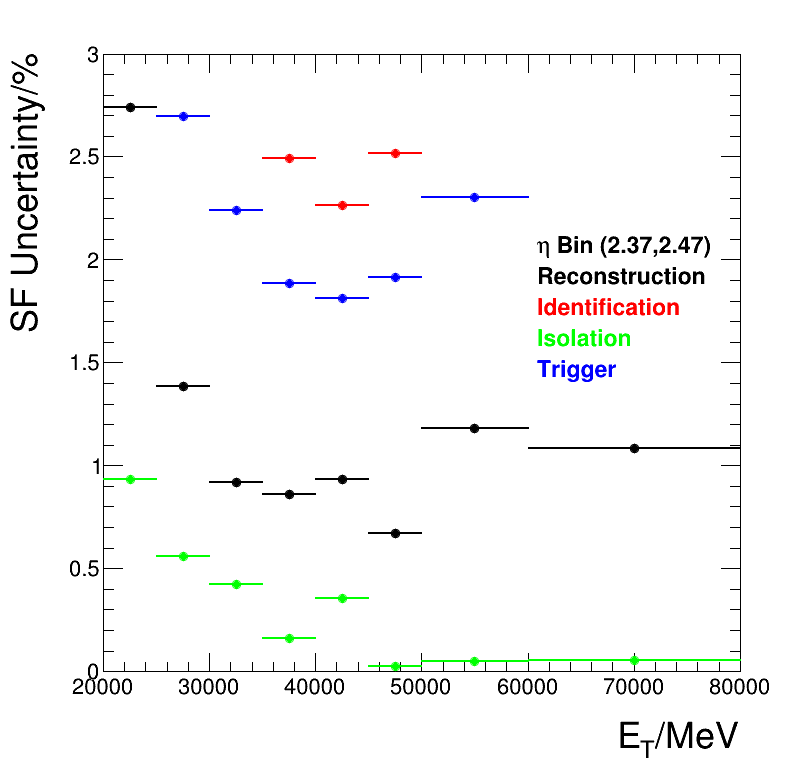 SF Uncertainty/%
3
2.5
2
1.5
1
0.5
0
η Bin (2.37,2.47)
Reconstruction
Identification
Isolation
Trigger
20000 30000 40000 50000 60000 70000 80000
E_T/MeV